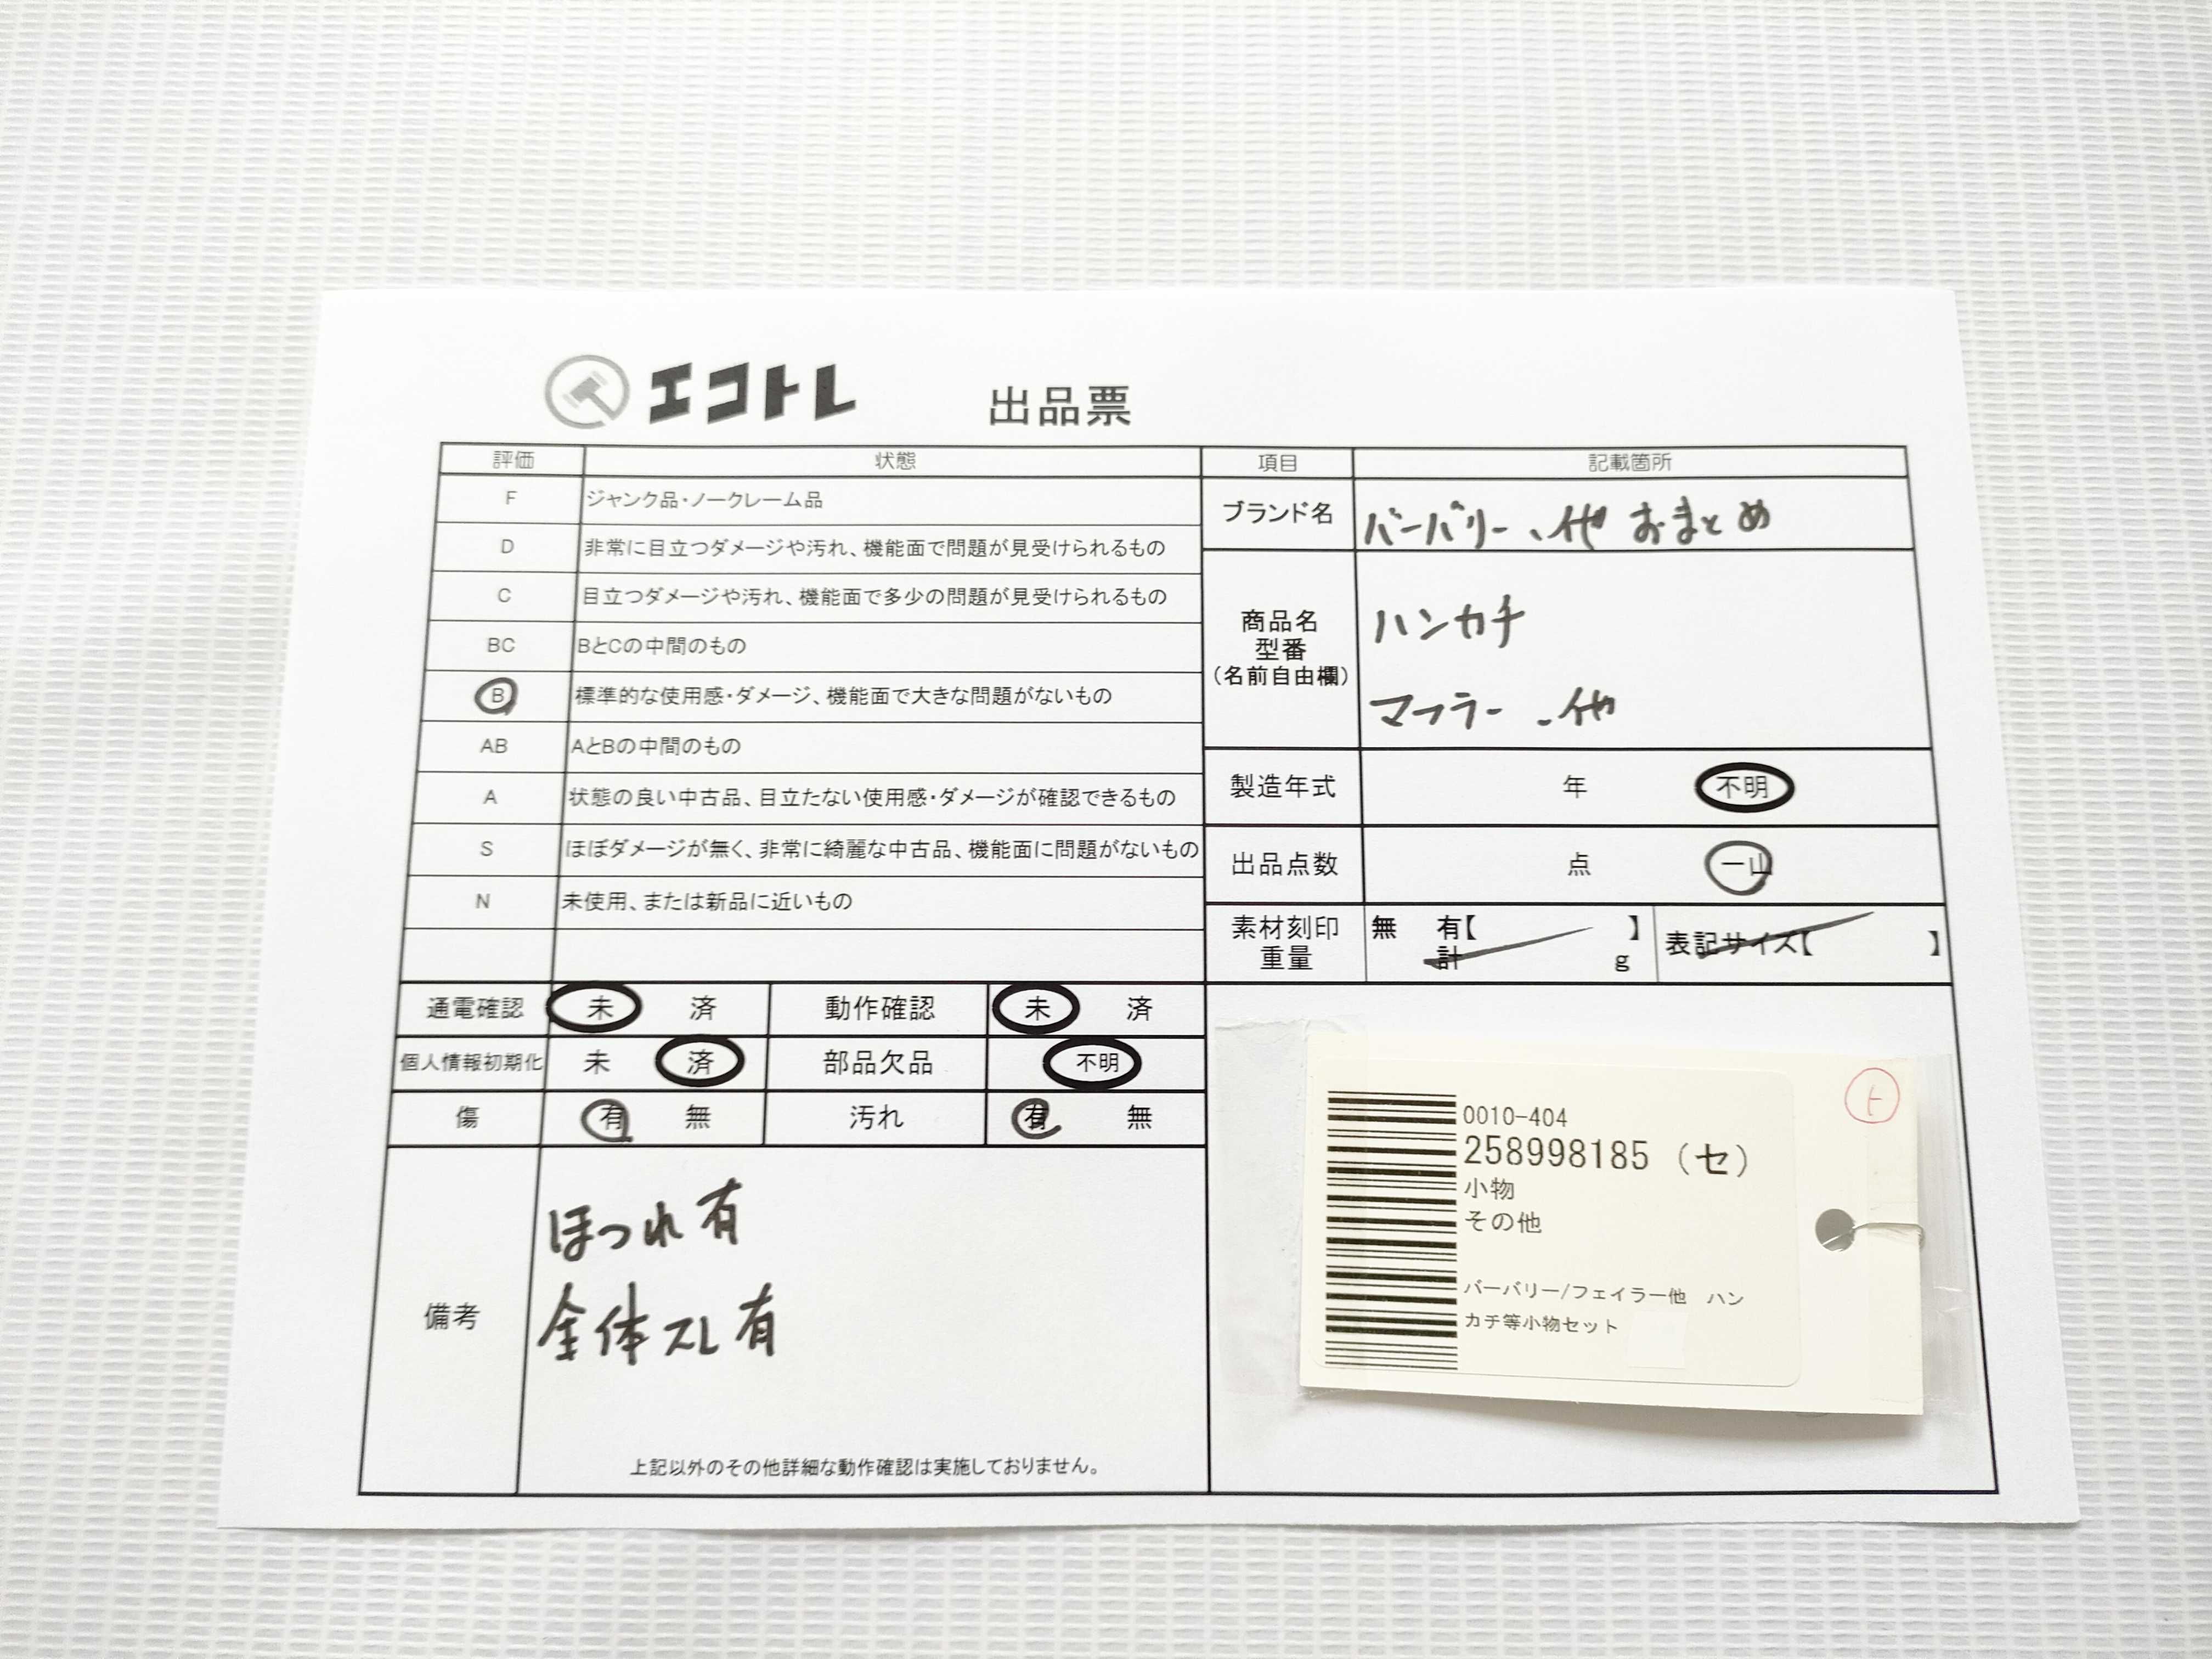 エコトレ 出品票
評価 状態
F ジャンク品・ノークレーム品
D 非常に目立つダメージや汚れ、機能面で問題が見受けられるもの
C 目立つダメージや汚れ、機能面で多少の問題が見受けられるもの
BC BとCの中間のもの
B 標準的な使用感・ダメージ、機能面で大きな問題がないもの
AB AとBの中間のもの
A 状態の良い中古品、目立たない使用感・ダメージが確認できるもの
S ほぼダメージが無く、非常に綺麗な中古品、機能面に問題がないもの
N 未使用、または新品に近いもの
項目 記載箇所
ブランド名 バーバリー、他 おまとめ
商品名
型番
(名前自由欄)
ハンカチ
マフラー、他
製造年式 年 不明
出品点数 点 一山
素材刻印 無 有【 】
重量 計 g
表記サイズ【 】
通電確認 未 済 動作確認 未 済
個人情報初期化 未 済 部品欠品 不明
傷 有 無 汚れ 有 無
備考
ほつれ有
全体スレ有
上記以外のその他詳細な動作確認は実施しておりません。
ト
0010-404
258998185 (セ)
小物
その他
バーバリー/フェイラー他 ハン
カチ等小物セット